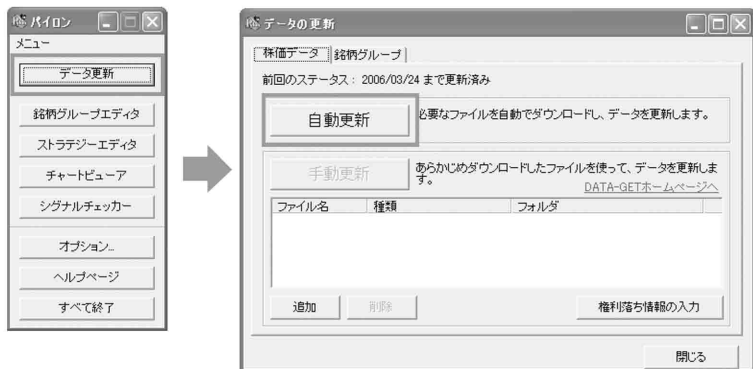 パイロン
メニュー
データ更新
銘柄グループエディタ
ストラテジーエディタ
チャートビューア
シグナルチェッカー
オプション...
ヘルプページ
すべて終了
データの更新
株価データ 銘柄グループ
前回のステータス: 2006/03/24 まで更新済み
自動更新
必要なファイルを自動でダウンロードし、データを更新します。
手動更新
あらかじめダウンロードしたファイルを使って、データを更新しま
す。
DATA-GETホームページへ
ファイル名 種類 フォルダ
追加 削除 権利落ち情報の入力
閉じる